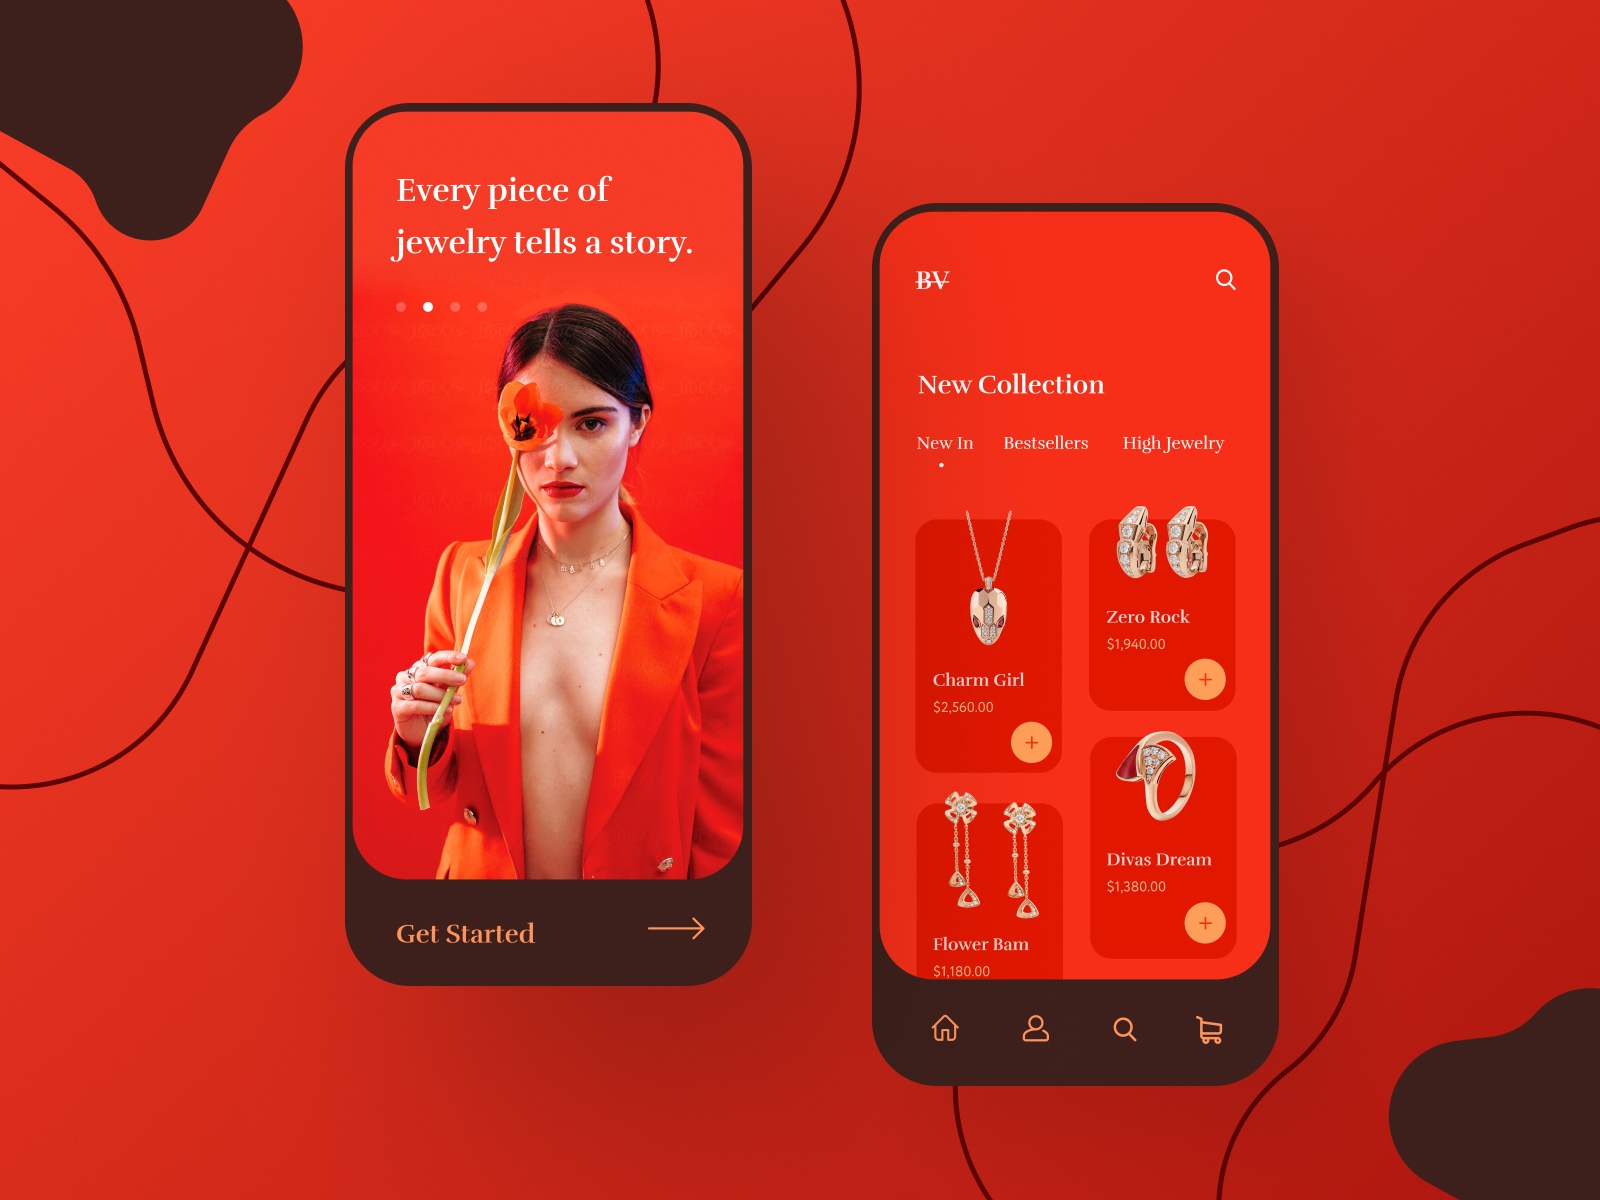 Every piece of
jewelry tells a story.
Get Started
BV
New Collection
New In Bestsellers High Jewelry
Charm Girl
$2,560.00
Zero Rock
$1,940.00
Flower Bam
$1,180.00
Divas Dream
$1,380.00